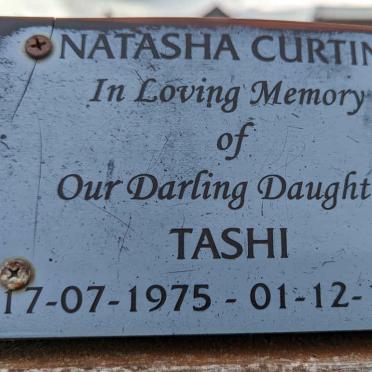 NATASHA CURTIN
In Loving Memory
of
Our Darling Daught
TASHI
17-07-1975 - 01-12-